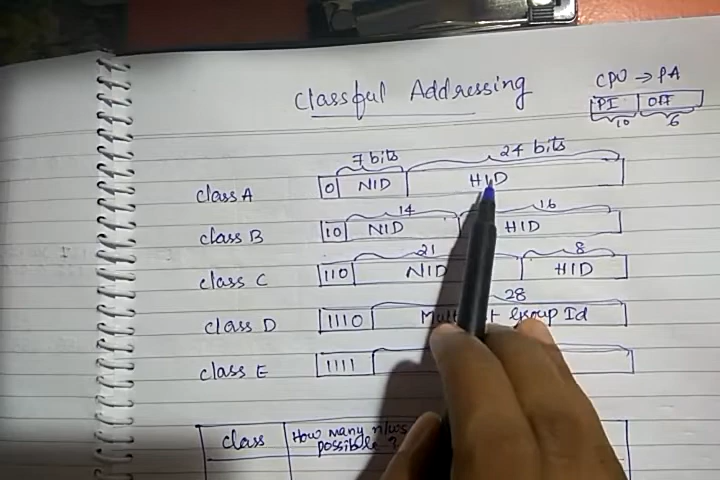 Classful Addressing
CPU → PA
PI OFF
10 6
7 bits 24 bits
Class A 0 NID HID
14 16
Class B 10 NID HID
21 8
Class C 110 NID HID
28
Class D 1110 Group Id
Class E 1111
Class How many n/ws
possible ?